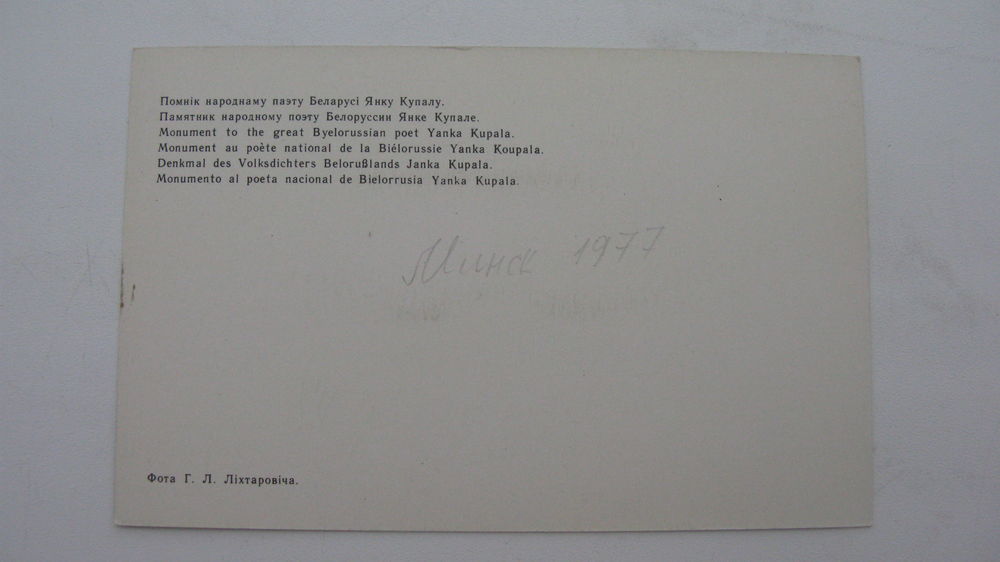 Помнік народнаму паэту Беларусі Янку Купалу.
Памятник народному поэту Белоруссии Янке Купале.
Monument to the great Byelorussian poet Yanka Kupala.
Monument au poète national de la Biélorussie Yanka Koupala.
Denkmal des Volksdichters Belorußlands Janka Kupala.
Monumento al poeta nacional de Bielorrusia Yanka Kupala.
Минск 1977
Фота Г. Л. Ліхтаровіча.